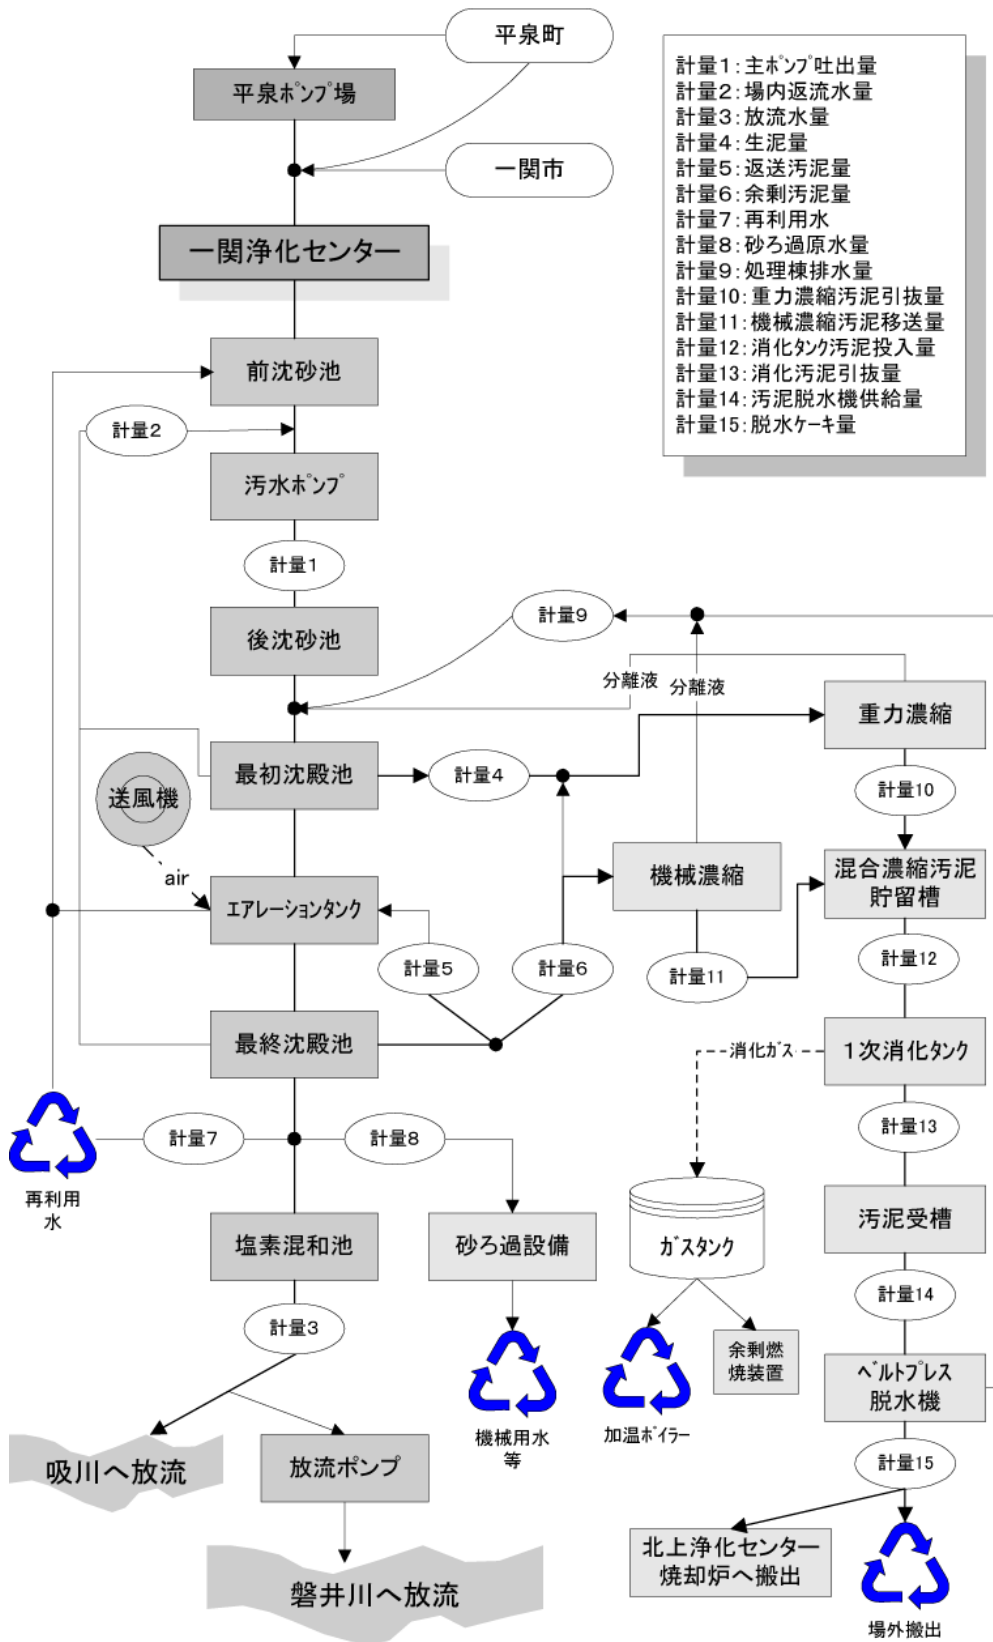 平泉町
平泉ﾎﾟﾝﾌﾟ場
一関市
一関浄化センター
計量1：主ﾎﾟﾝﾌﾟ吐出量
計量2：場内返流水量
計量3：放流水量
計量4：生泥量
計量5：返送汚泥量
計量6：余剰汚泥量
計量7：再利用水
計量8：砂ろ過原水量
計量9：処理棟排水量
計量10：重力濃縮汚泥引抜量
計量11：機械濃縮汚泥移送量
計量12：消化ﾀﾝｸ汚泥投入量
計量13：消化汚泥引抜量
計量14：汚泥脱水機供給量
計量15：脱水ケーキ量
前沈砂池
計量2
汚水ﾎﾟﾝﾌﾟ
計量1
後沈砂池
計量9
分離液
分離液
重力濃縮
最初沈殿池
計量4
計量10
送風機
air
機械濃縮
混合濃縮汚泥
貯留槽
エアレーションタンク
計量5
計量6
計量11
計量12
最終沈殿池
消化ｶﾞｽ
1次消化ﾀﾝｸ
計量7
計量8
計量13
再利用
水
塩素混和池
砂ろ過設備
ｶﾞｽﾀﾝｸ
汚泥受槽
計量3
計量14
余剰燃
焼装置
ﾍﾞﾙﾄﾌﾟﾚｽ
脱水機
機械用水
等
加温ﾎﾞｲﾗｰ
吸川へ放流
放流ポンプ
計量15
北上浄化センター
焼却炉へ搬出
磐井川へ放流
場外搬出